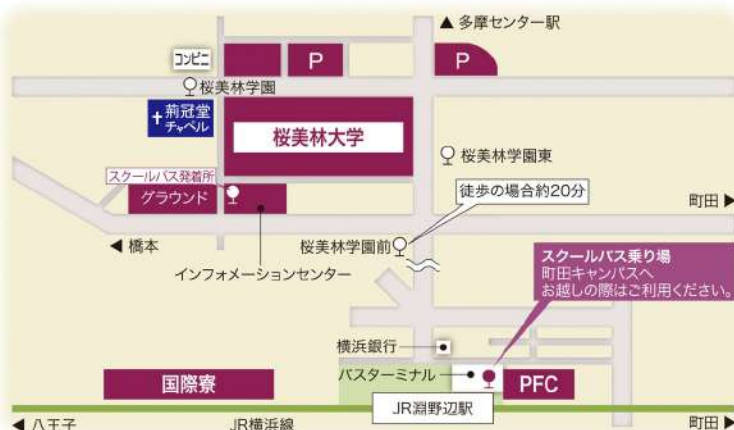 ▲ 多摩センター駅
コンビニ
P
P
桜美林学園
✝荊冠堂
チャペル
桜美林大学
桜美林学園東
スクールバス発着所
グラウンド
徒歩の場合約20分
町田 ▶
◀ 橋本
桜美林学園前
インフォメーションセンター
スクールバス乗り場
町田キャンパスへ
お越しの際はご利用ください。
横浜銀行
バスターミナル
国際寮
PFC
JR淵野辺駅
◀ 八王子
JR横浜線
町田 ▶